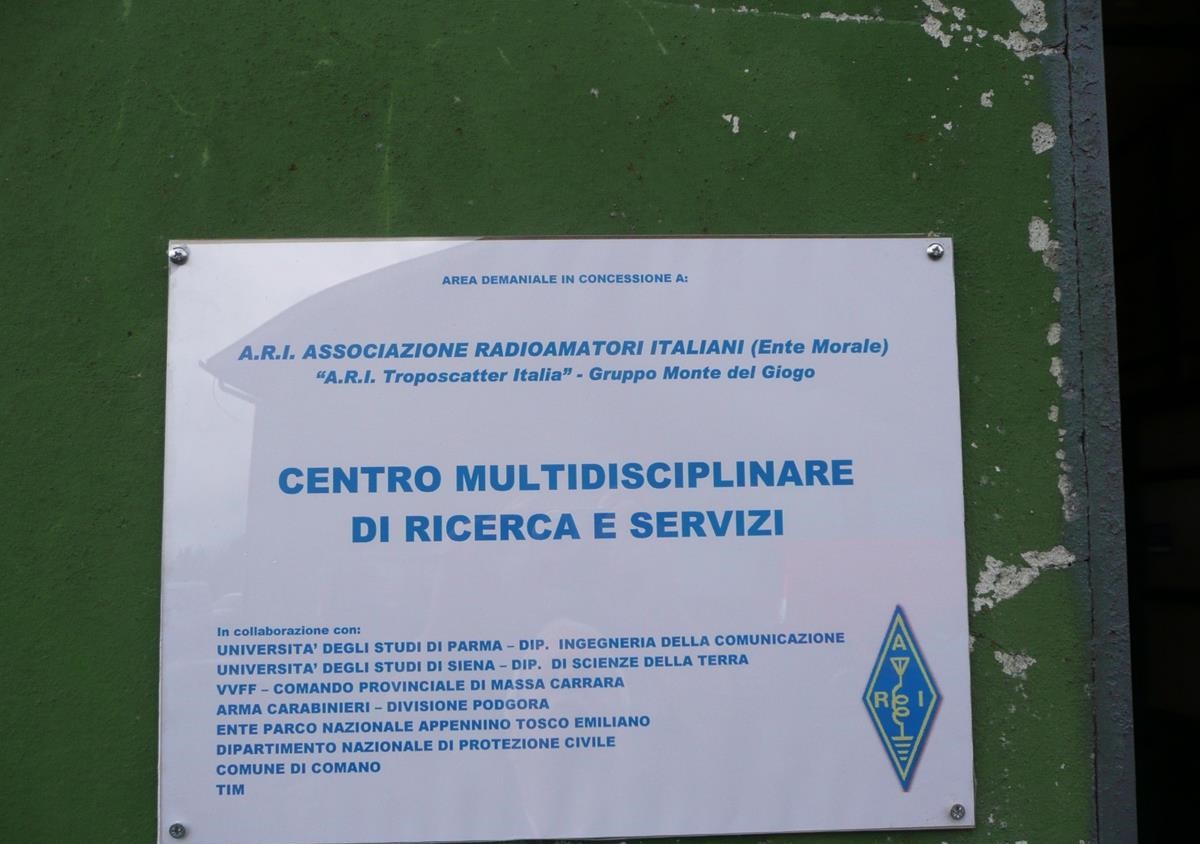 AREA DEMANIALE IN CONCESSIONE A:
A.R.I. ASSOCIAZIONE RADIOAMATORI ITALIANI (Ente Morale)
“A.R.I. Troposcatter Italia” - Gruppo Monte del Giogo
CENTRO MULTIDISCIPLINARE
DI RICERCA E SERVIZI
In collaborazione con:
UNIVERSITA’ DEGLI STUDI DI PARMA – DIP. INGEGNERIA DELLA COMUNICAZIONE
UNIVERSITA’ DEGLI STUDI DI SIENA – DIP. DI SCIENZE DELLA TERRA
VVFF – COMANDO PROVINCIALE DI MASSA CARRARA
ARMA CARABINIERI – DIVISIONE PODGORA
ENTE PARCO NAZIONALE APPENNINO TOSCO EMILIANO
DIPARTIMENTO NAZIONALE DI PROTEZIONE CIVILE
COMUNE DI COMANO
TIM
A
R I